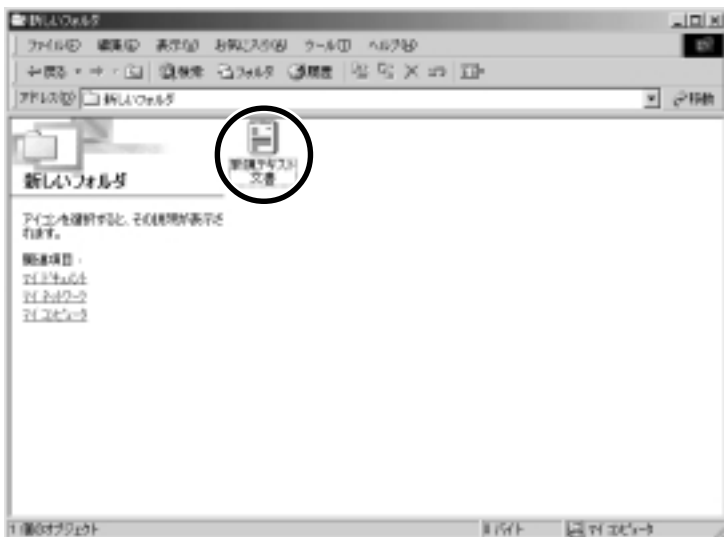 新しいフォルダ
ファイル(F) 編集(E) 表示(V) お気に入り(A) ツール(T) ヘルプ(H)
戻る 検索 フォルダ 履歴
アドレス(D) 新しいフォルダ 移動
新規テキスト
文書
新しいフォルダ
アイコンを選択すると、その説明が表示さ
れます。
関連項目:
マイ ドキュメント
マイ ネットワーク
マイ コンピュータ
1 個のオブジェクト 0 バイト マイ コンピュータ